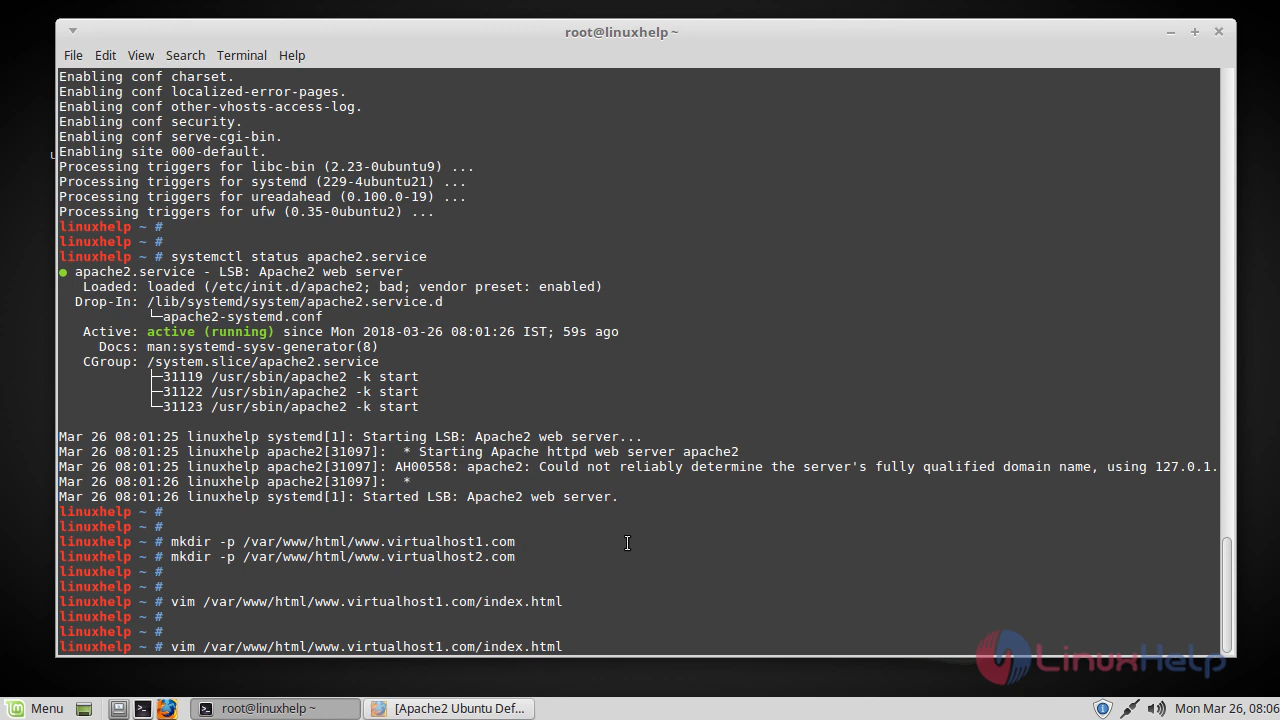 root@linuxhelp ~
File Edit View Search Terminal Help
Enabling conf charset.
Enabling conf localized-error-pages.
Enabling conf other-vhosts-access-log.
Enabling conf security.
Enabling conf serve-cgi-bin.
Enabling site 000-default.
Processing triggers for libc-bin (2.23-0ubuntu9) ...
Processing triggers for systemd (229-4ubuntu21) ...
Processing triggers for ureadahead (0.100.0-19) ...
Processing triggers for ufw (0.35-0ubuntu2) ...
linuxhelp ~ #
linuxhelp ~ #
linuxhelp ~ # systemctl status apache2.service
● apache2.service - LSB: Apache2 web server
Loaded: loaded (/etc/init.d/apache2; bad; vendor preset: enabled)
Drop-In: /lib/systemd/system/apache2.service.d
└─apache2-systemd.conf
Active: active (running) since Mon 2018-03-26 08:01:26 IST; 59s ago
Docs: man:systemd-sysv-generator(8)
CGroup: /system.slice/apache2.service
├─31119 /usr/sbin/apache2 -k start
├─31122 /usr/sbin/apache2 -k start
└─31123 /usr/sbin/apache2 -k start
Mar 26 08:01:25 linuxhelp systemd[1]: Starting LSB: Apache2 web server...
Mar 26 08:01:25 linuxhelp apache2[31097]:  * Starting Apache httpd web server apache2
Mar 26 08:01:25 linuxhelp apache2[31097]: AH00558: apache2: Could not reliably determine the server's fully qualified domain name, using 127.0.1.
Mar 26 08:01:26 linuxhelp apache2[31097]:  *
Mar 26 08:01:26 linuxhelp systemd[1]: Started LSB: Apache2 web server.
linuxhelp ~ #
linuxhelp ~ #
linuxhelp ~ # mkdir -p /var/www/html/www.virtualhost1.com
linuxhelp ~ # mkdir -p /var/www/html/www.virtualhost2.com
linuxhelp ~ #
linuxhelp ~ #
linuxhelp ~ # vim /var/www/html/www.virtualhost1.com/index.html
linuxhelp ~ #
linuxhelp ~ #
linuxhelp ~ # vim /var/www/html/www.virtualhost1.com/index.html
LinuxHelp
Menu root@linuxhelp ~ [Apache2 Ubuntu Def... Mon Mar 26, 08:06